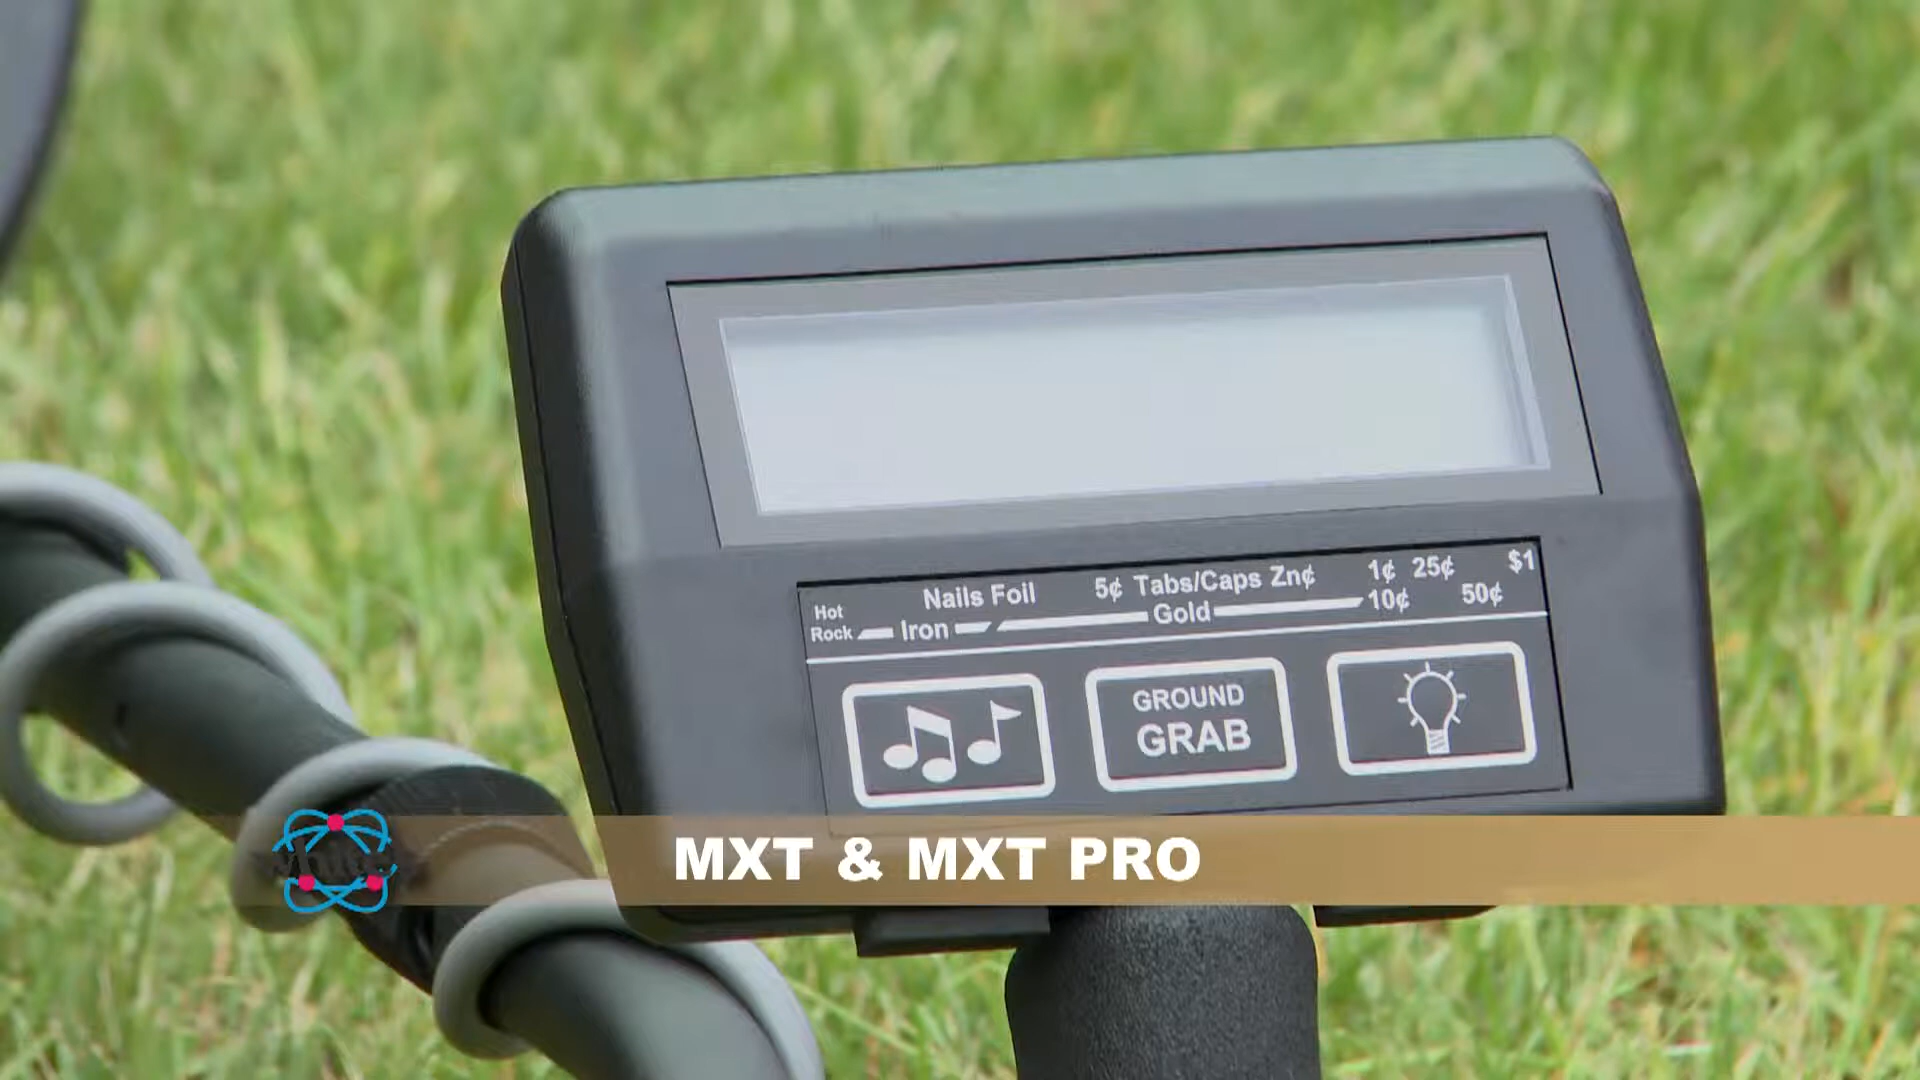 Nails Foil 5¢ Tabs/Caps Zn¢ 1¢ 25¢ $1
Hot Rock Iron Gold 10¢ 50¢
GROUND
GRAB
MXT & MXT PRO